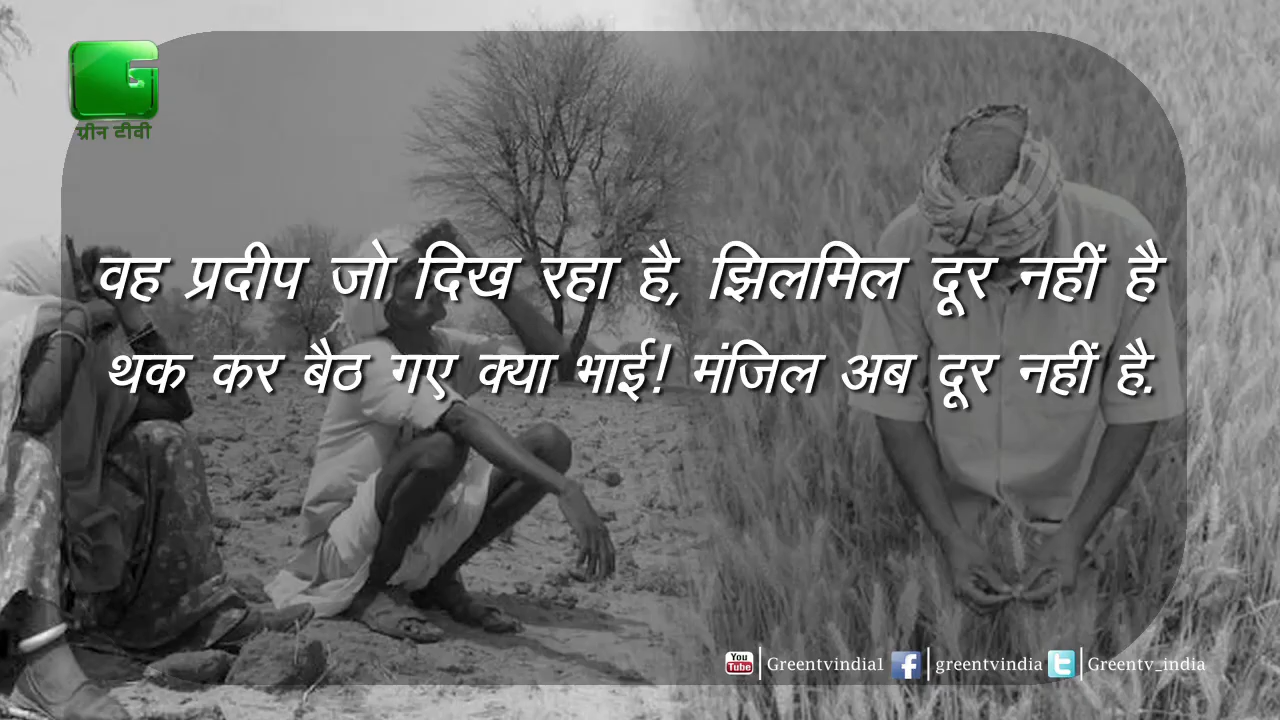 ग्रीन टीवी
वह प्रदीप जो दिख रहा है, झिलमिल दूर नहीं है
थक कर बैठ गए क्या भाई! मंजिल अब दूर नहीं है.
You Tube Greentvindia1 f greentvindia t Greentv_india